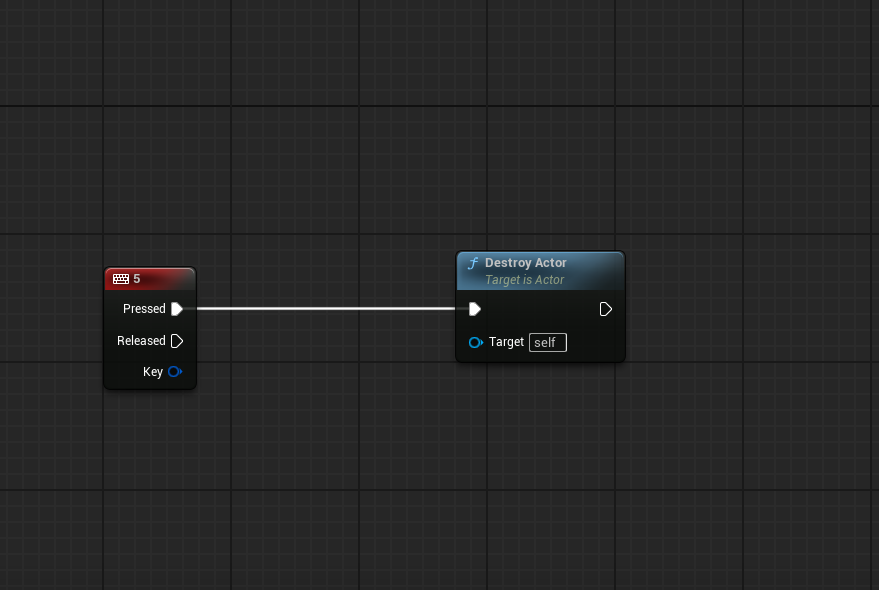 5
Pressed
Released
Key
Destroy Actor
Target is Actor
Target self